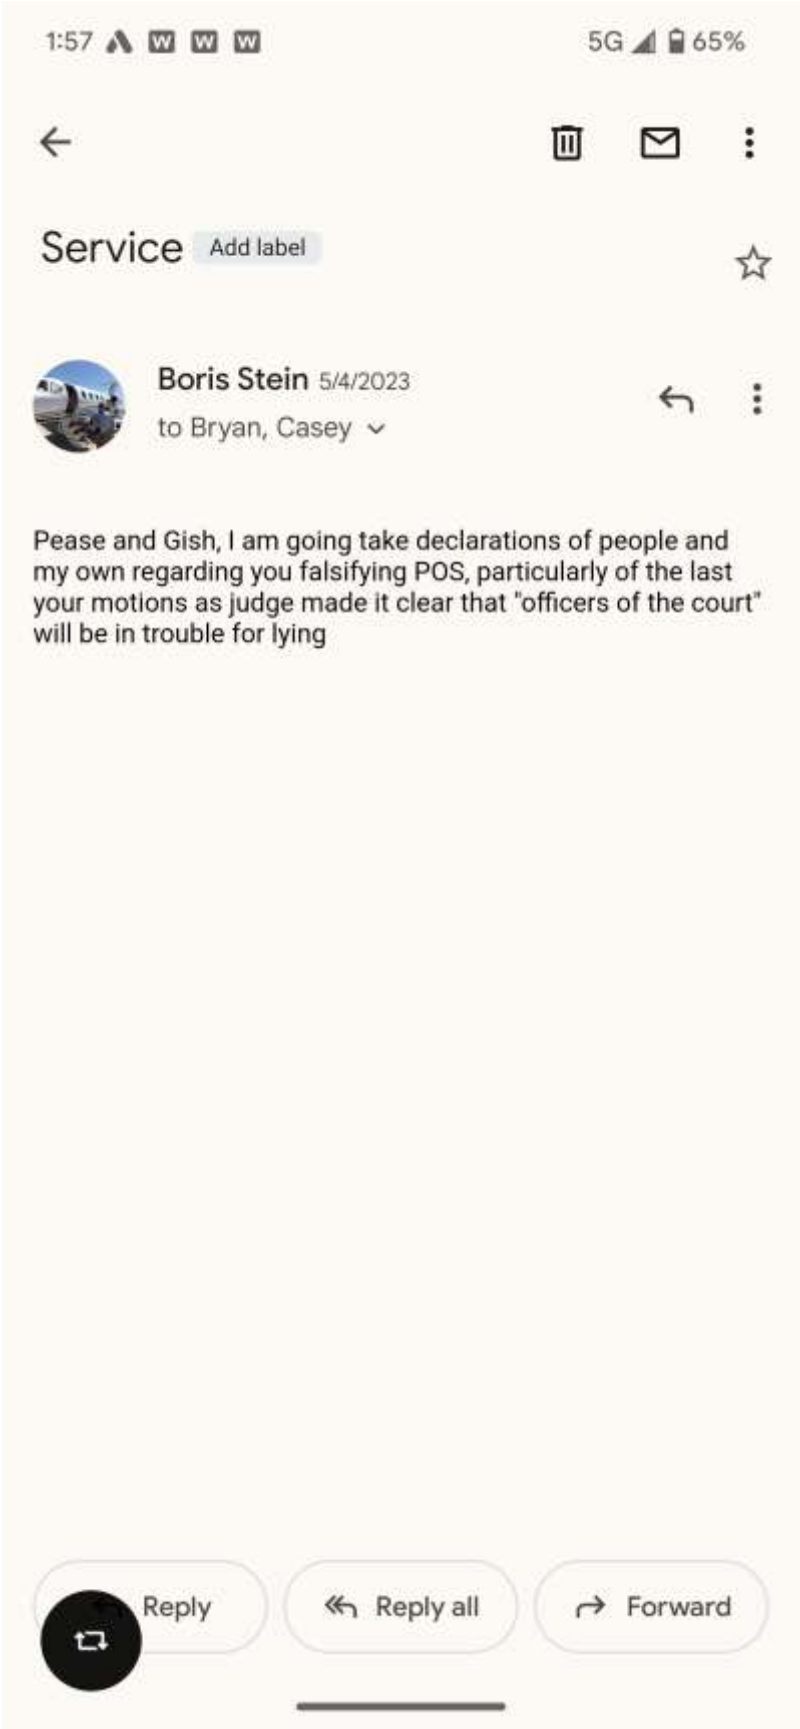 1:57 W W W 5G 65%
Service Add label
Boris Stein 5/4/2023
to Bryan, Casey
Pease and Gish, I am going take declarations of people and
my own regarding you falsifying POS, particularly of the last
your motions as judge made it clear that "officers of the court"
will be in trouble for lying
Reply Reply all Forward